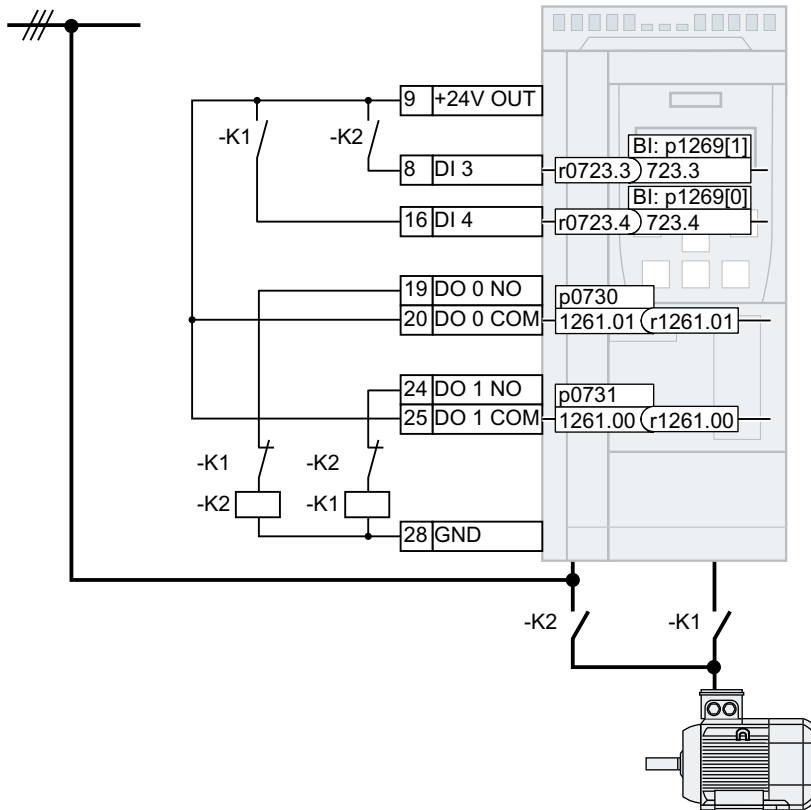 9 +24V OUT
-K1 -K2
BI: p1269[1]
8 DI 3 r0723.3 723.3
BI: p1269[0]
16 DI 4 r0723.4 723.4
19 DO 0 NO
p0730
20 DO 0 COM 1261.01 r1261.01
24 DO 1 NO
p0731
25 DO 1 COM 1261.00 r1261.00
-K1 -K2
-K2 -K1
28 GND
-K2 -K1